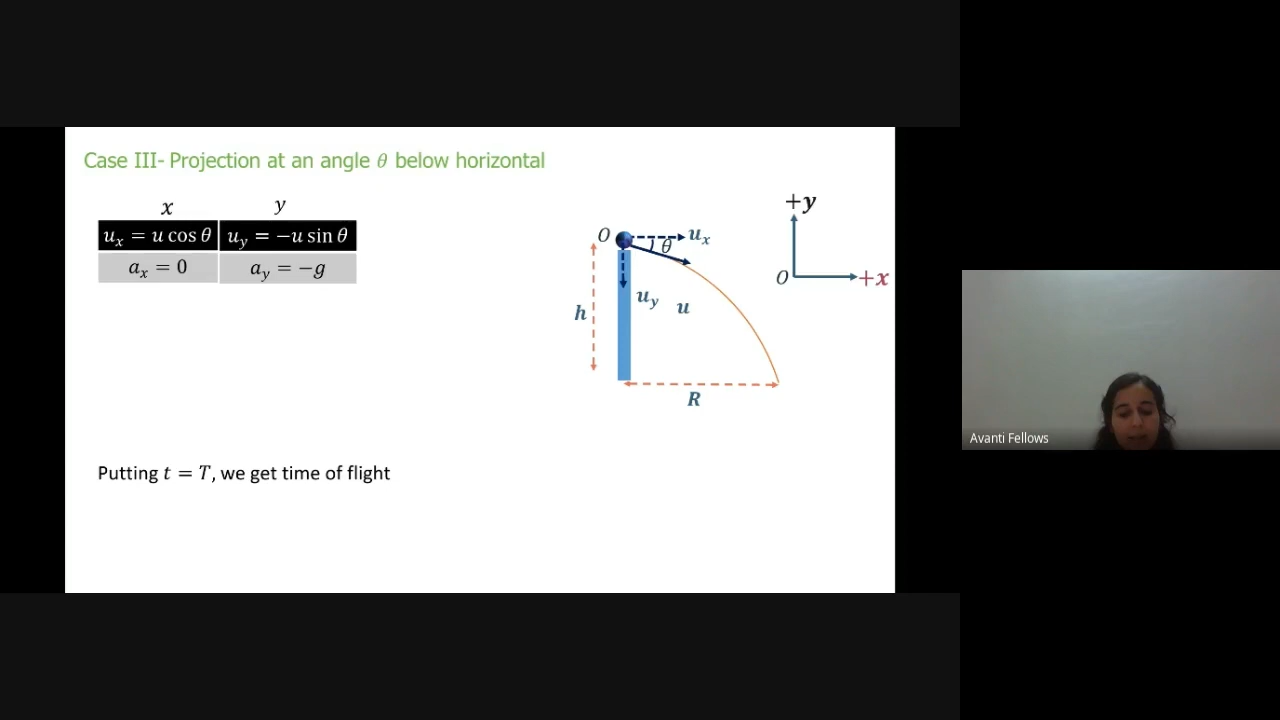 Case III- Projection at an angle θ below horizontal
x y
u_x = u cos θ u_y = −u sin θ
a_x = 0 a_y = −g
O
u_x
θ
u_y
u
h
R
+y
O
+x
Putting t = T, we get time of flight
Avanti Fellows